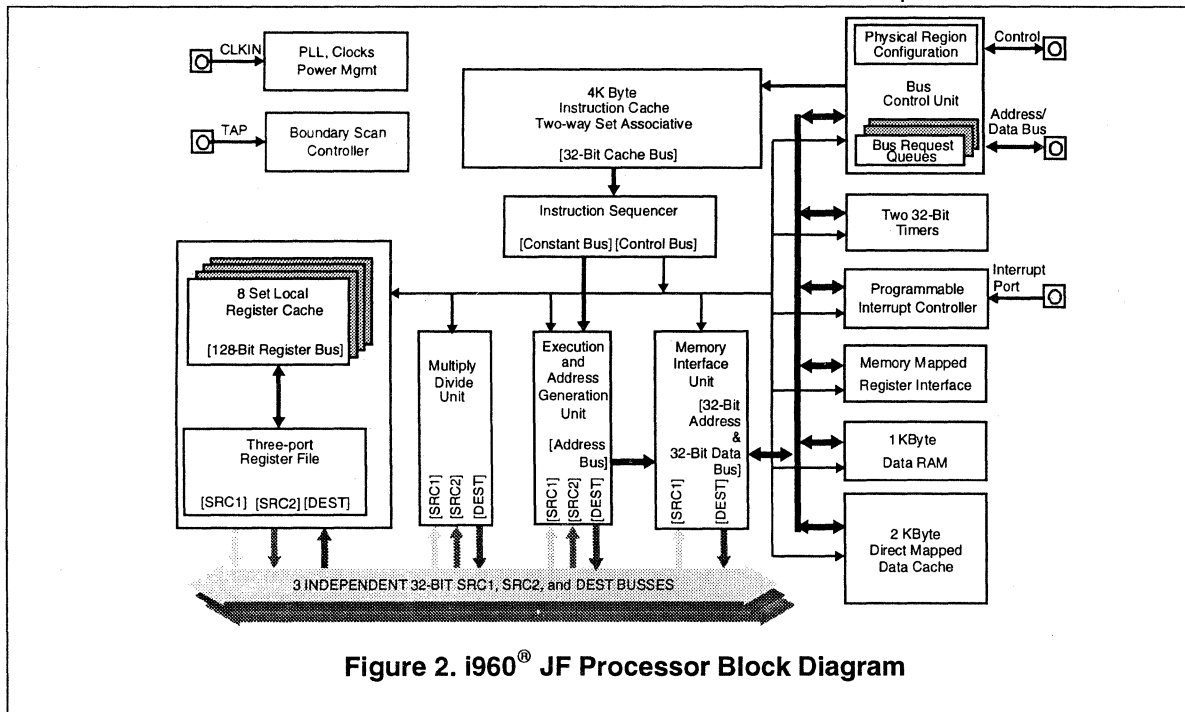 CLKIN
PLL, Clocks
Power Mgmt
TAP
Boundary Scan
Controller
4K Byte
Instruction Cache
Two-way Set Associative
[32-Bit Cache Bus]
Physical Region
Configuration
Control
Bus
Control Unit
Address/
Data Bus
Bus Request
Queues
Instruction Sequencer
[Constant Bus] [Control Bus]
Two 32-Bit
Timers
8 Set Local
Register Cache
[128-Bit Register Bus]
Interrupt
Port
Programmable
Interrupt Controller
Multiply
Divide
Unit
Execution
and
Address
Generation
Unit
[Address
Bus]
Memory
Interface
Unit
[32-Bit
Address
&
32-Bit Data
Bus]
Memory Mapped
Register Interface
Three-port
Register File
[SRC1] [SRC2] [DEST]
[SRC1]
[SRC2]
[DEST]
[SRC1]
[SRC2]
[DEST]
[SRC1]
[DEST]
1KByte
Data RAM
2 KByte
Direct Mapped
Data Cache
3 INDEPENDENT 32-BIT SRC1, SRC2, and DEST BUSSES
Figure 2. i960® JF Processor Block Diagram